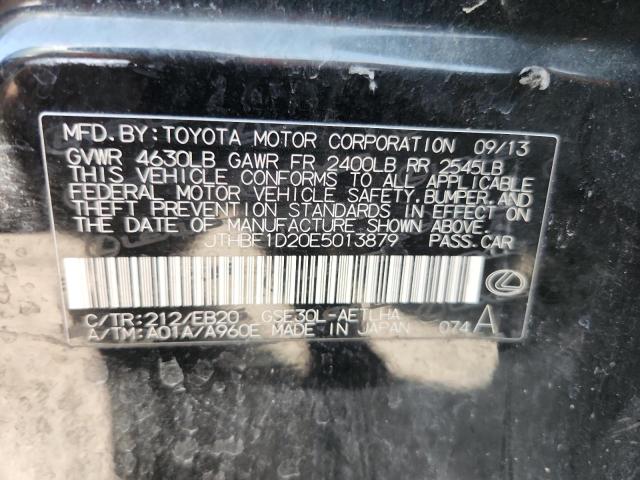 MFD. BY: TOYOTA MOTOR CORPORATION 09/13
GVWR 4630LB GAWR FR 2400LB RR 2545LB
THIS VEHICLE CONFORMS TO ALL APPLICABLE
FEDERAL MOTOR VEHICLE SAFETY, BUMPER, AND
THEFT PREVENTION STANDARDS IN EFFECT ON
THE DATE OF MANUFACTURE SHOWN ABOVE.
JTHBF1D20E5013879 PASS. CAR
C/TR: 212/EB20 GSE30L-AETLHA
A/TM: A01A/A960E MADE IN JAPAN 074 A